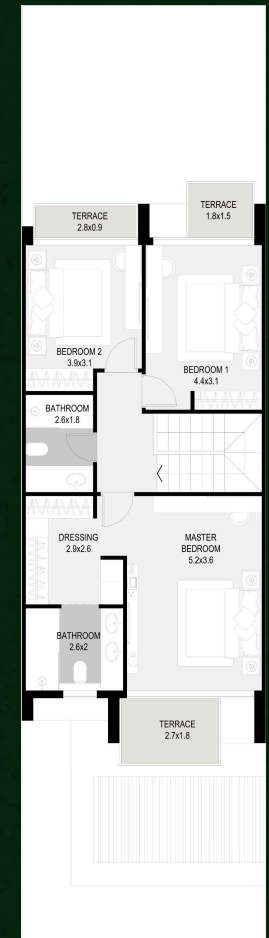 TERRACE
2.8x0.9
TERRACE
1.8x1.5
BEDROOM 2
3.9x3.1
BEDROOM 1
4.4x3.1
BATHROOM
2.6x1.8
DRESSING
2.9x2.6
MASTER
BEDROOM
5.2x3.6
BATHROOM
2.6x2
TERRACE
2.7x1.8